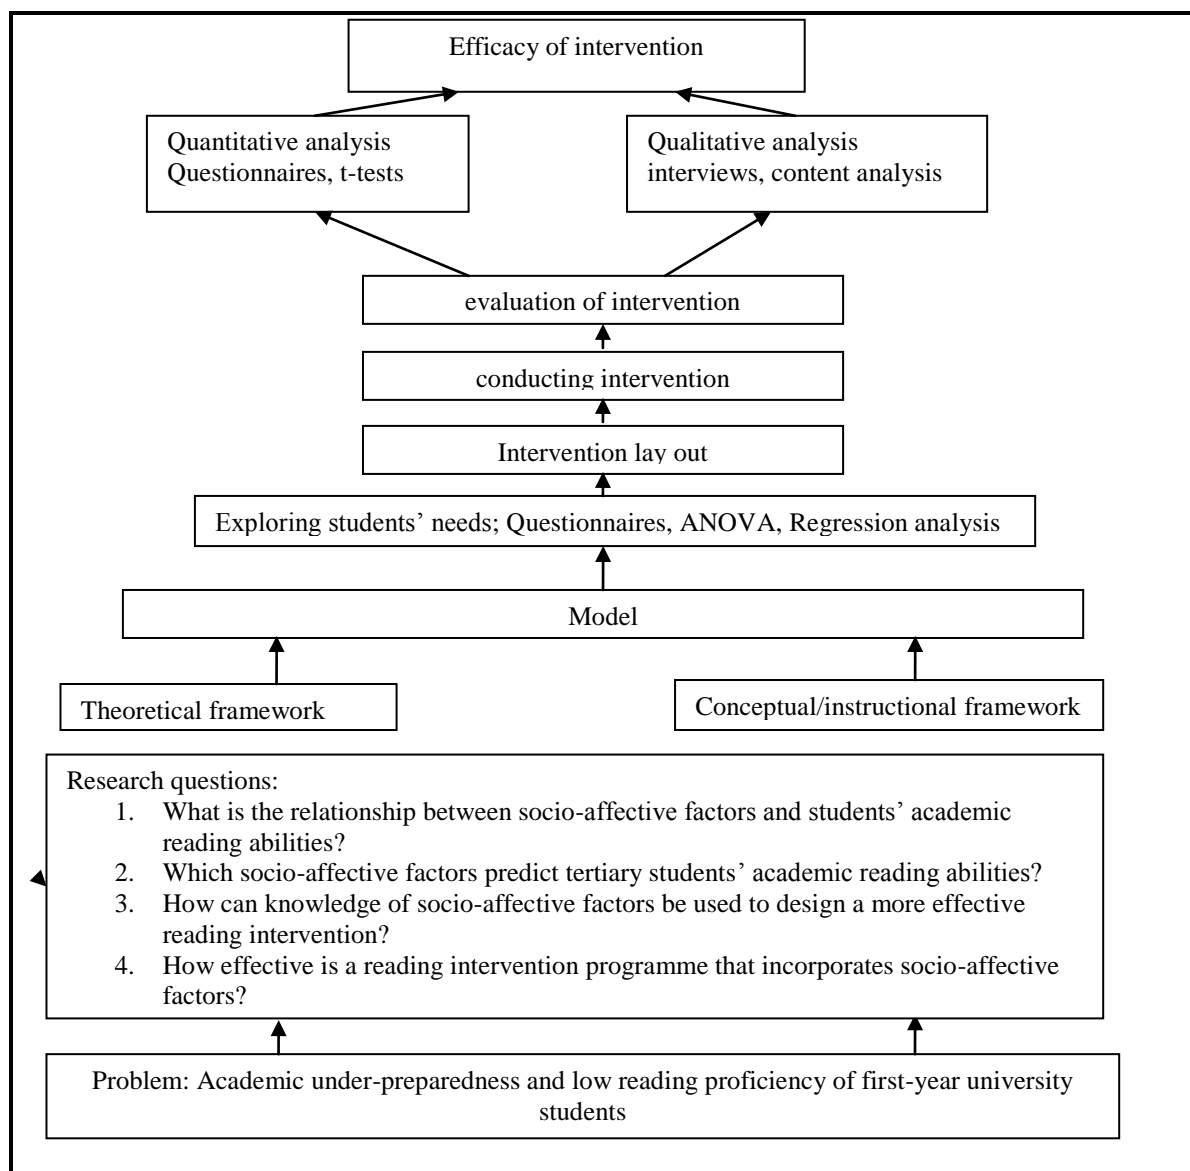 Efficacy of intervention
Quantitative analysis
Questionnaires, t-tests
Qualitative analysis
interviews, content analysis
evaluation of intervention
conducting intervention
Intervention lay out
Exploring students’ needs; Questionnaires, ANOVA, Regression analysis
Model
Theoretical framework
Conceptual/instructional framework
Research questions:
1. What is the relationship between socio-affective factors and students’ academic
reading abilities?
2. Which socio-affective factors predict tertiary students’ academic reading abilities?
3. How can knowledge of socio-affective factors be used to design a more effective
reading intervention?
4. How effective is a reading intervention programme that incorporates socio-affective
factors?
Problem: Academic under-preparedness and low reading proficiency of first-year university
students